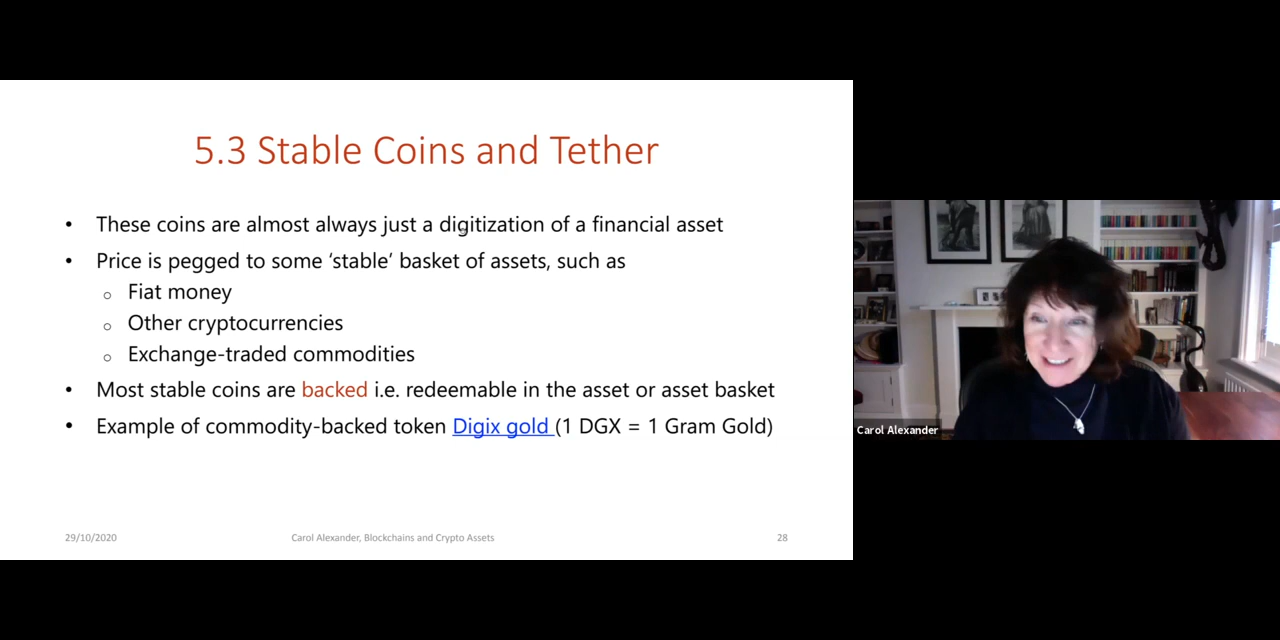 5.3 Stable Coins and Tether
• These coins are almost always just a digitization of a financial asset
• Price is pegged to some ‘stable’ basket of assets, such as
o Fiat money
o Other cryptocurrencies
o Exchange-traded commodities
• Most stable coins are backed i.e. redeemable in the asset or asset basket
• Example of commodity-backed token Digix gold (1 DGX = 1 Gram Gold)
29/10/2020 Carol Alexander, Blockchains and Crypto Assets 28
Carol Alexander